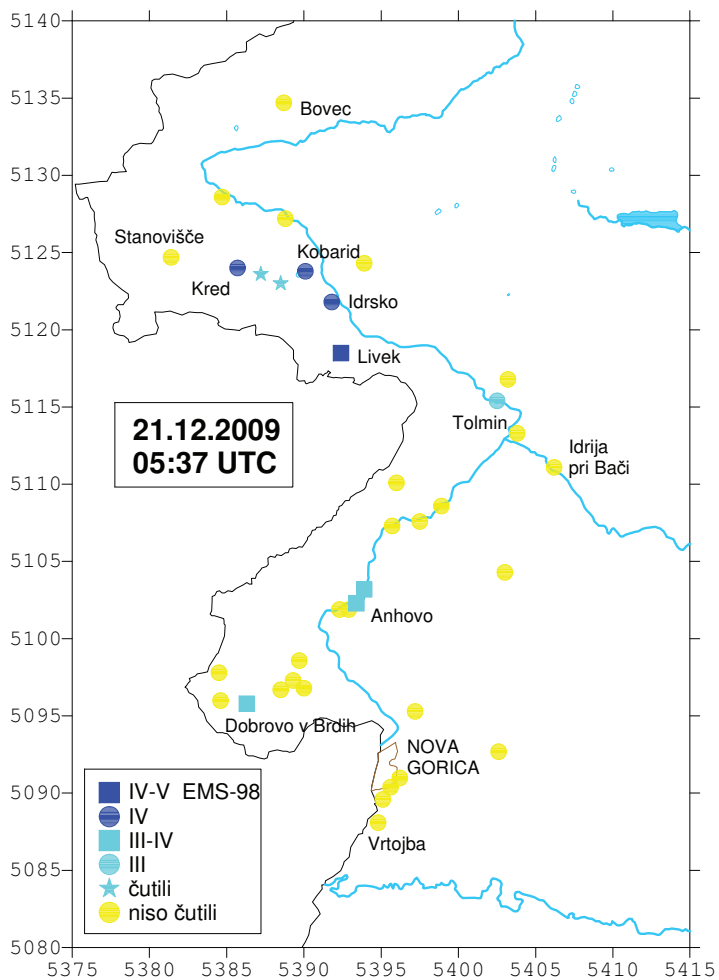 5140
5135
5130
5125
5120
5115
5110
5105
5100
5095
5090
5085
5080
Bovec
Stanovišče
Kobarid
Kred
Idrsko
Livek
21.12.2009
05:37 UTC
Tolmin
Idrija
pri Bači
Anhovo
Dobrovo v Brdih
NOVA
GORICA
Vrtojba
IV-V EMS-98
IV
III-IV
III
čutili
niso čutili
5375 5380 5385 5390 5395 5400 5405 5410 5415